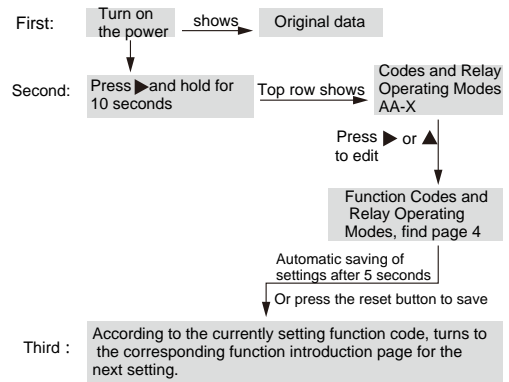 First:
Turn on
the power
shows
Original data
Second:
Press ▶and hold for
10 seconds
Top row shows
Codes and Relay
Operating Modes
AA-X
Press ▶ or ▲
to edit
Function Codes and
Relay Operating
Modes, find page 4
Automatic saving of
settings after 5 seconds
Or press the reset button to save
Third :
According to the currently setting function code, turns to
the corresponding function introduction page for the
next setting.